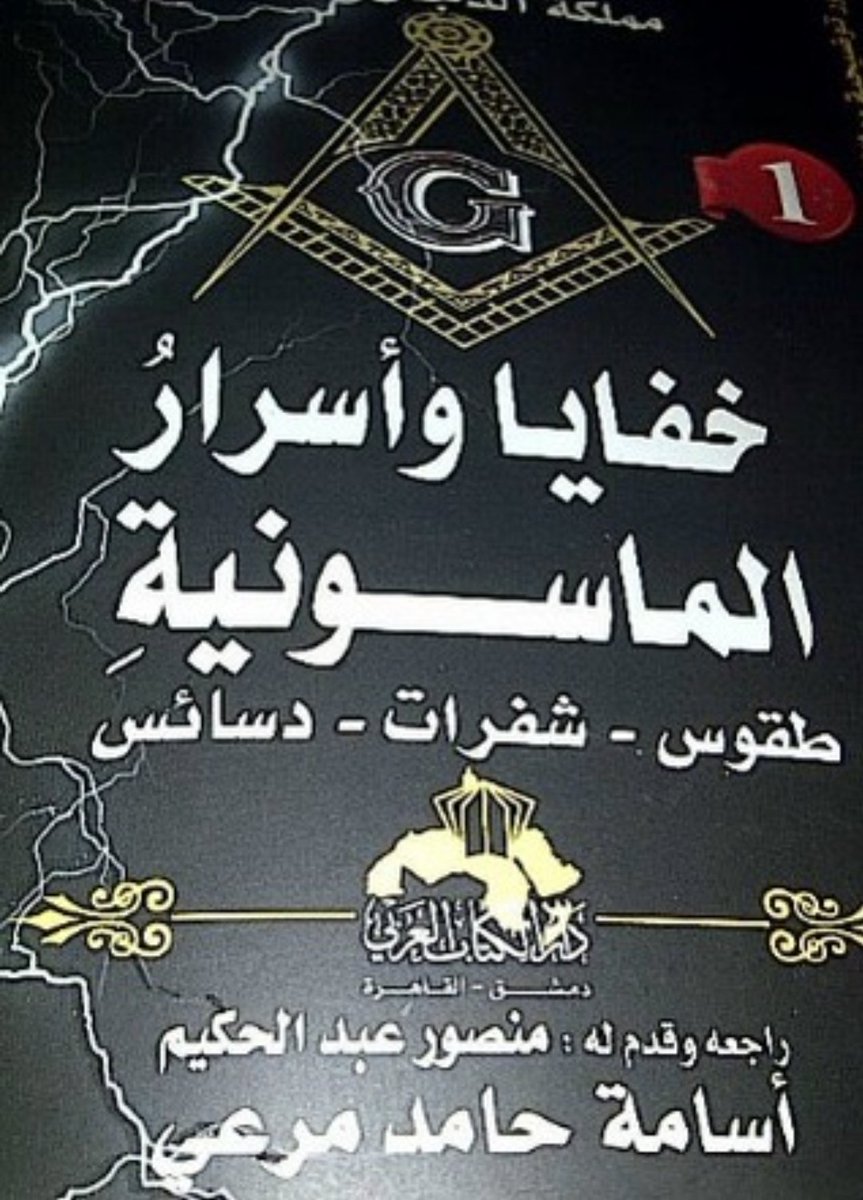 مملكة
1
G
خفايا وأسرارُ
الماسونيةِ
طقوس - شفرات - دسائس
دار الكتاب العربي
دمشق - القاهرة
راجعه وقدم له : منصور عبد الحكيم
أسامة حامد مرعي